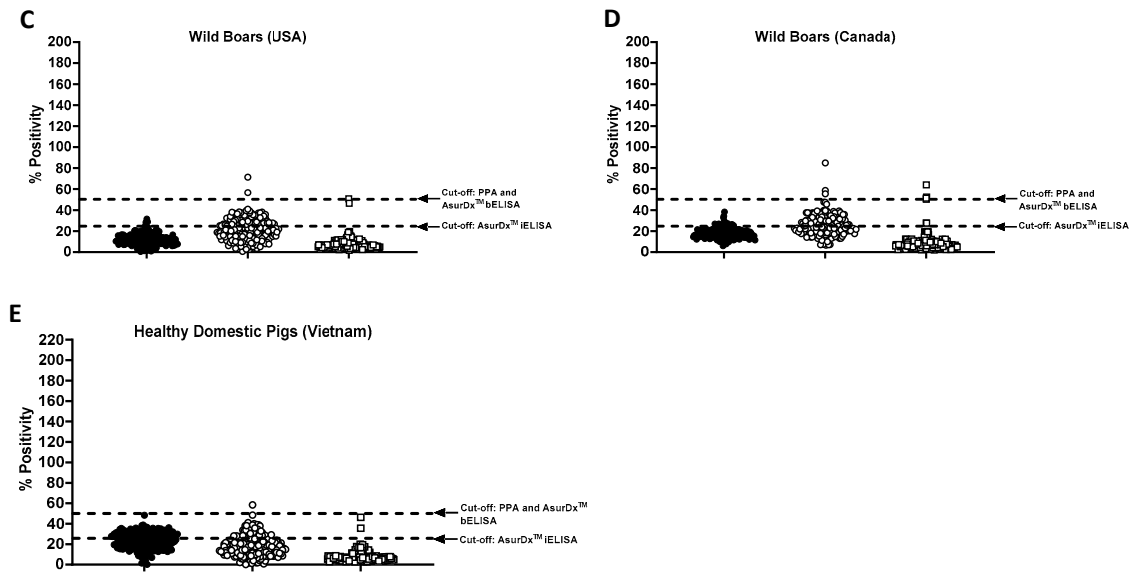 C
Wild Boars (USA)
% Positivity
200
180
160
140
120
100
80
60
40
20
0
Cut-off: PPA and
AsurDx™ bELISA
Cut-off: AsurDx™ iELISA
D
Wild Boars (Canada)
% Positivity
200
180
160
140
120
100
80
60
40
20
0
Cut-off: PPA and
AsurDx™ bELISA
Cut-off: AsurDx™ iELISA
E
Healthy Domestic Pigs (Vietnam)
% Positivity
220
200
180
160
140
120
100
80
60
40
20
0
Cut-off: PPA and AsurDx™
bELISA
Cut-off: AsurDx™ iELISA